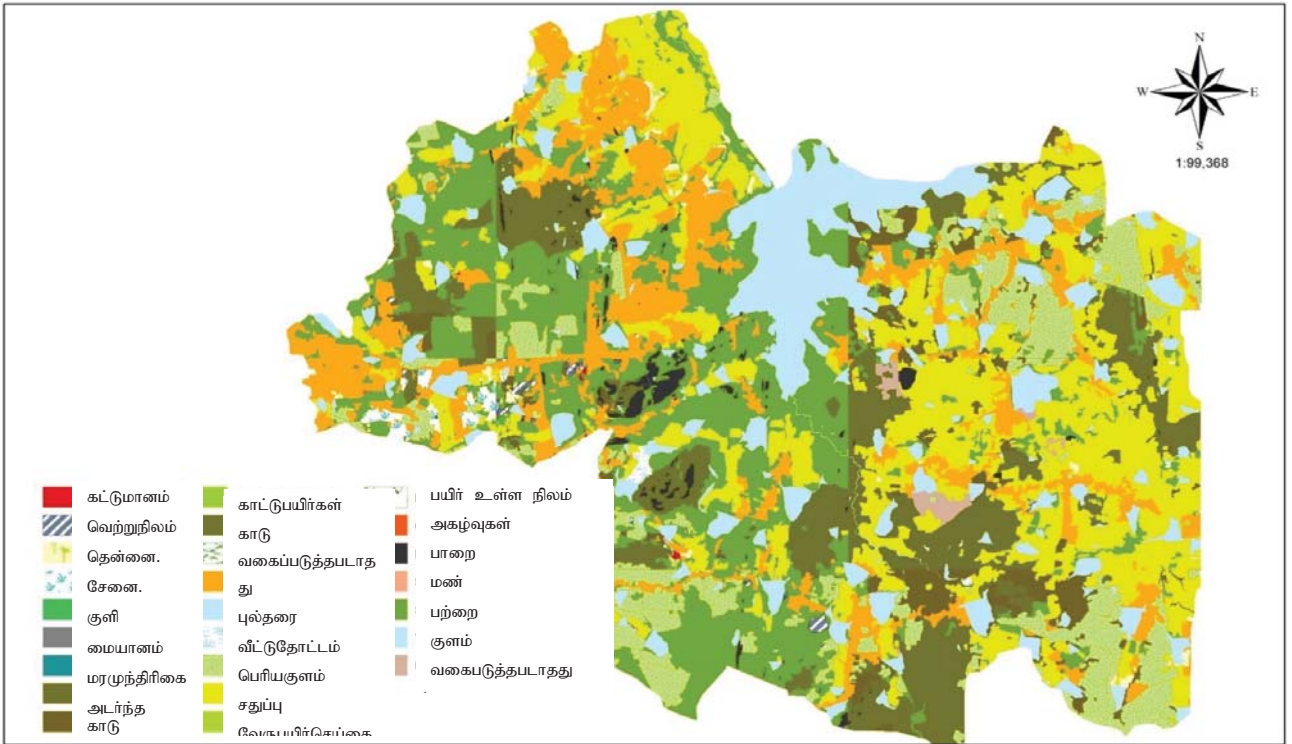 N
W E
S
1:99,368
கட்டுமானம்
வெற்றுநிலம்
தென்னை.
சேனை.
குளி
மையானம்
மரமுந்திரிகை
அடர்ந்த
காடு
காட்டுபயிர்கள்
காடு
வகைப்படுத்தபடாத
து
புல்தரை
வீட்டுதோட்டம்
பெரியகுளம்
சதுப்பு
வேறுபயிர்செய்கை
பயிர் உள்ள நிலம்
அகழ்வுகள்
பாறை
மண்
பற்றை
குளம்
வகைபடுத்தபடாதது